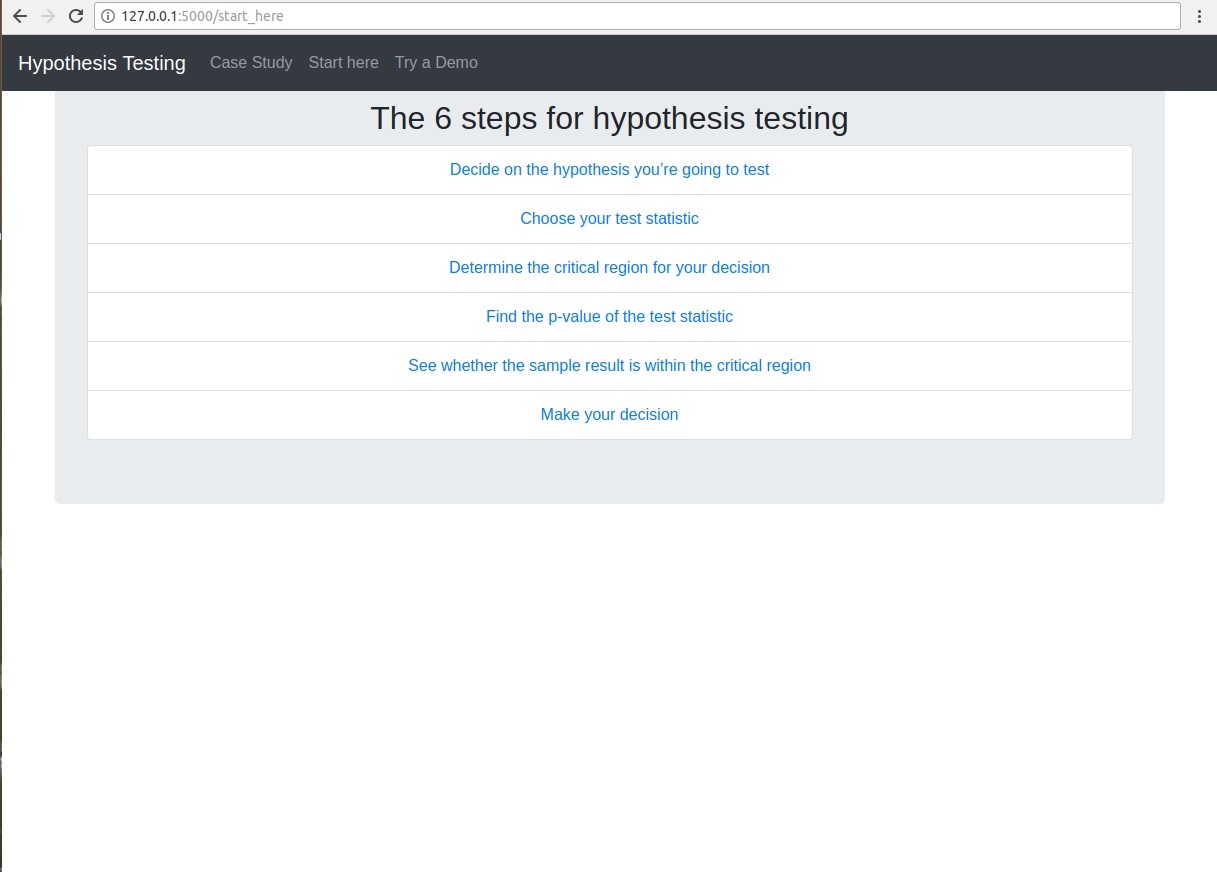 127.0.0.1:5000/start_here
Hypothesis Testing Case Study Start here Try a Demo
The 6 steps for hypothesis testing
Decide on the hypothesis you’re going to test
Choose your test statistic
Determine the critical region for your decision
Find the p-value of the test statistic
See whether the sample result is within the critical region
Make your decision